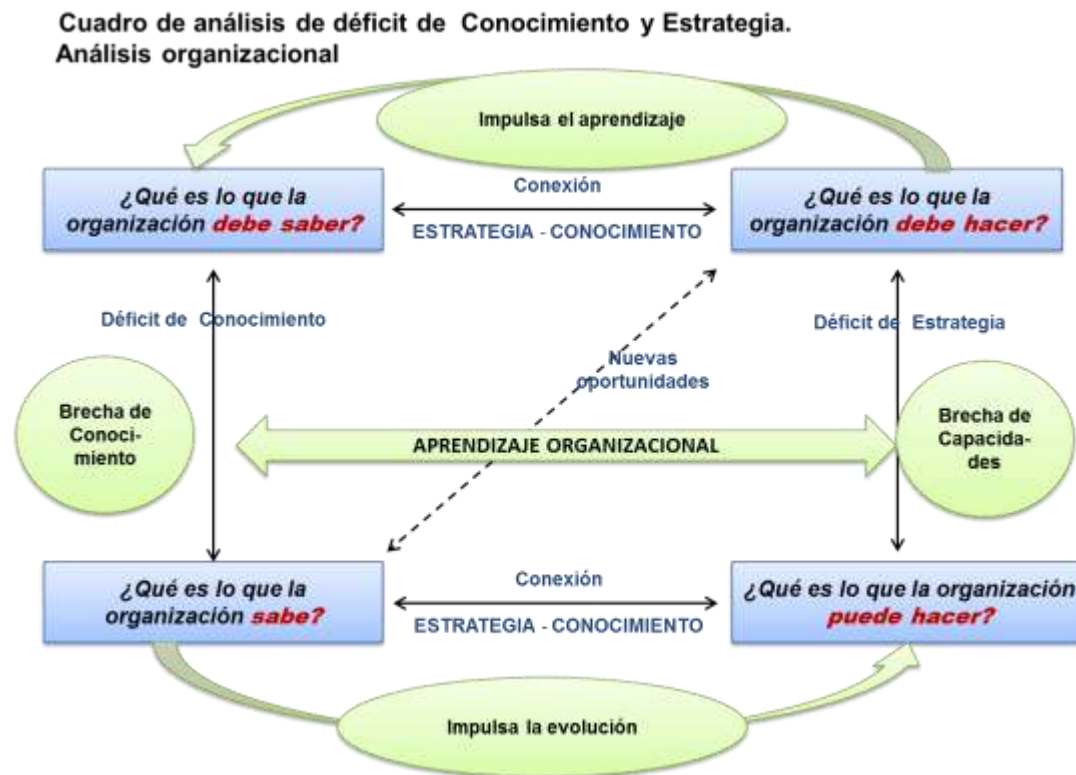 Cuadro de análisis de déficit de Conocimiento y Estrategia.
Análisis organizacional
Impulsa el aprendizaje
¿Qué es lo que la
organización debe saber?
Conexión
ESTRATEGIA - CONOCIMIENTO
¿Qué es lo que la
organización debe hacer?
Déficit de Conocimiento
Déficit de Estrategia
Nuevas
oportunidades
Brecha de
Conoci-
miento
APRENDIZAJE ORGANIZACIONAL
Brecha de
Capacida-
des
¿Qué es lo que la
organización sabe?
Conexión
ESTRATEGIA - CONOCIMIENTO
¿Qué es lo que la organización
puede hacer?
Impulsa la evolución